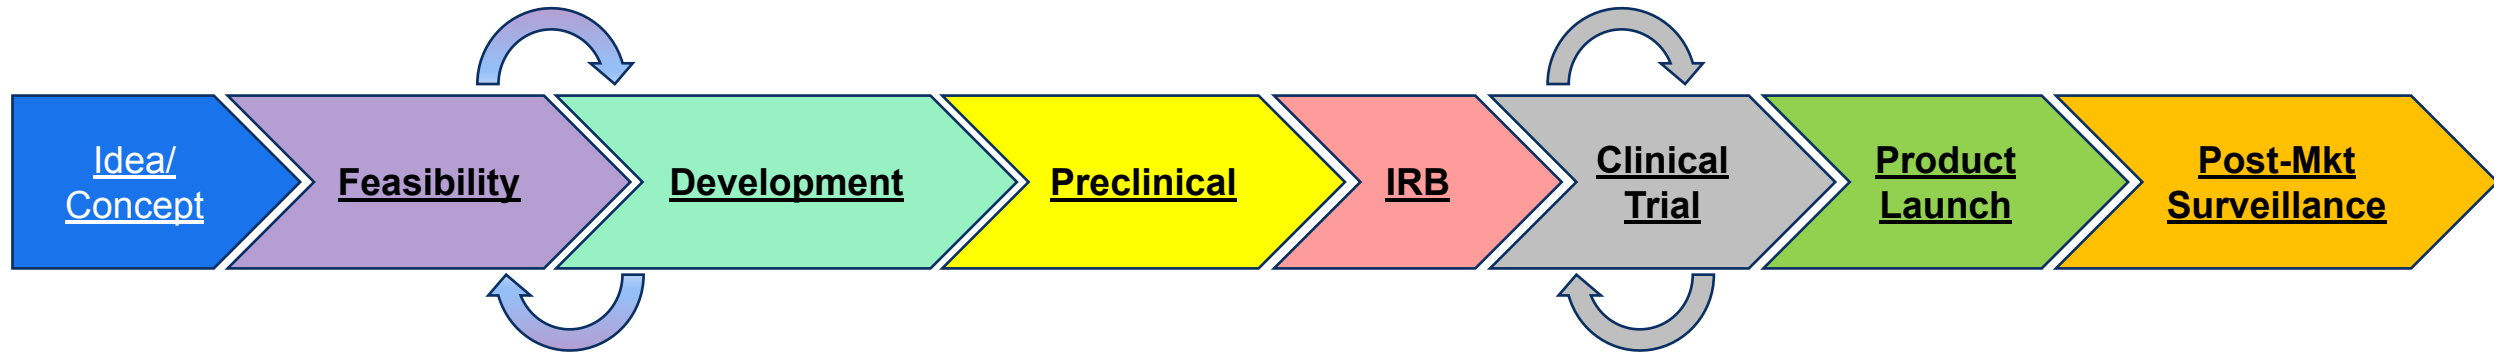 Idea/
Concept
Feasibility
Development
Preclinical
IRB
Clinical
Trial
Product
Launch
Post-Mkt
Surveillance